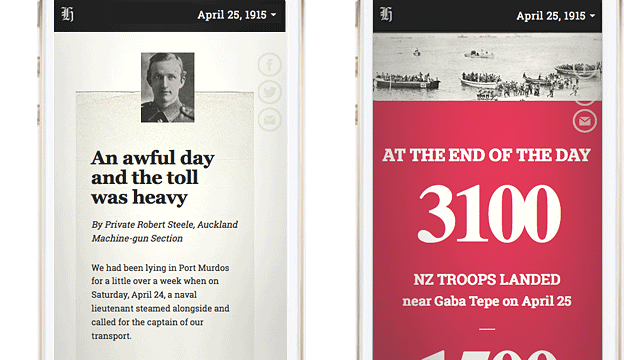 H
April 25, 1915
An awful day
and the toll
was heavy
By Private Robert Steele, Auckland
Machine-gun Section
We had been lying in Port Murdos
for a little over a week when on
Saturday, April 24, a naval
lieutenant steamed alongside and
called for the captain of our
transport.
H
April 25, 1915
AT THE END OF THE DAY
3100
NZ TROOPS LANDED
near Gaba Tepe on April 25